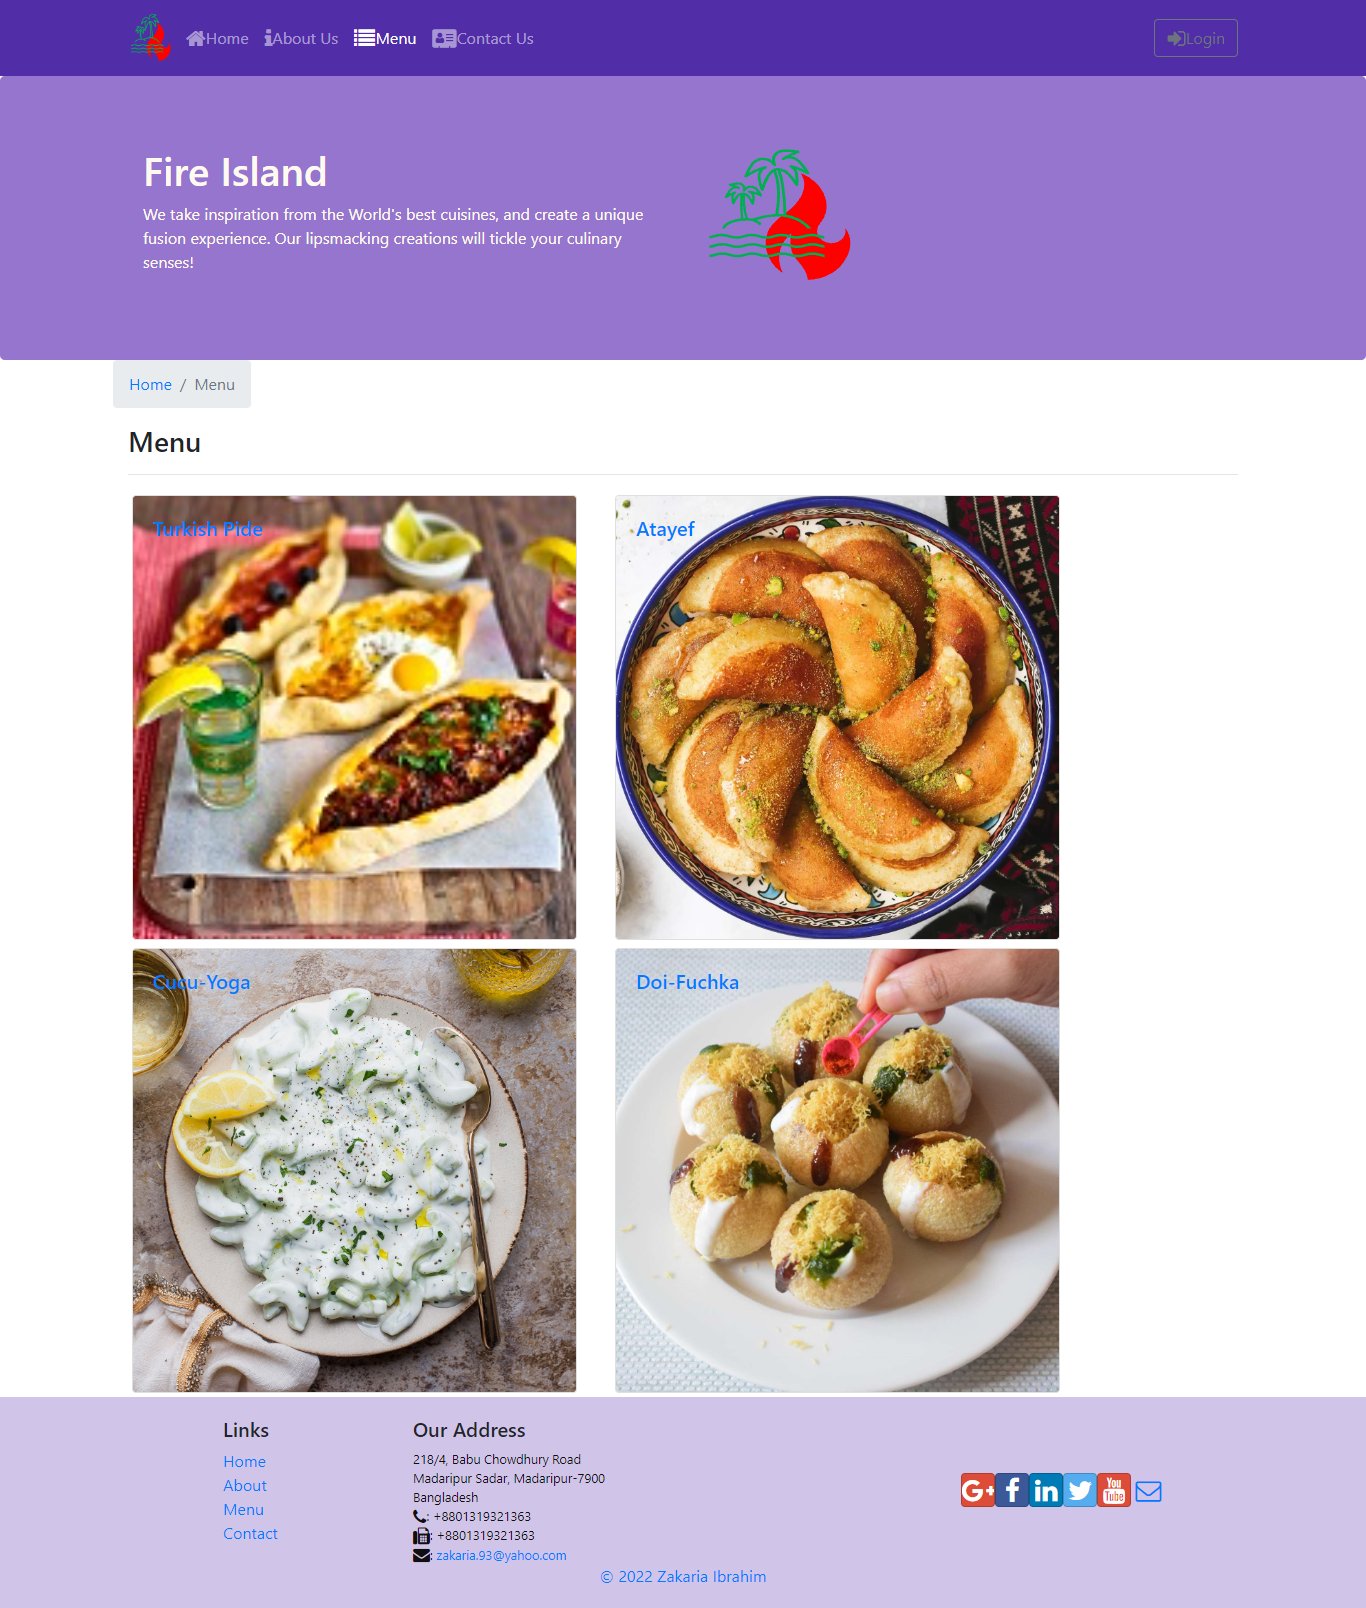 Home About Us Menu Contact Us Login
Fire Island
We take inspiration from the World's best cuisines, and create a unique
fusion experience. Our lipsmacking creations will tickle your culinary
senses!
Home / Menu
Menu
Turkish Pide
Atayef
Cucu-Yoga
Doi-Fuchka
Links
Home
About
Menu
Contact
Our Address
218/4, Babu Chowdhury Road
Madaripur Sadar, Madaripur-7900
Bangladesh
: +8801319321363
: +8801319321363
: zakaria.93@yahoo.com
G+ f in You Tube
© 2022 Zakaria Ibrahim